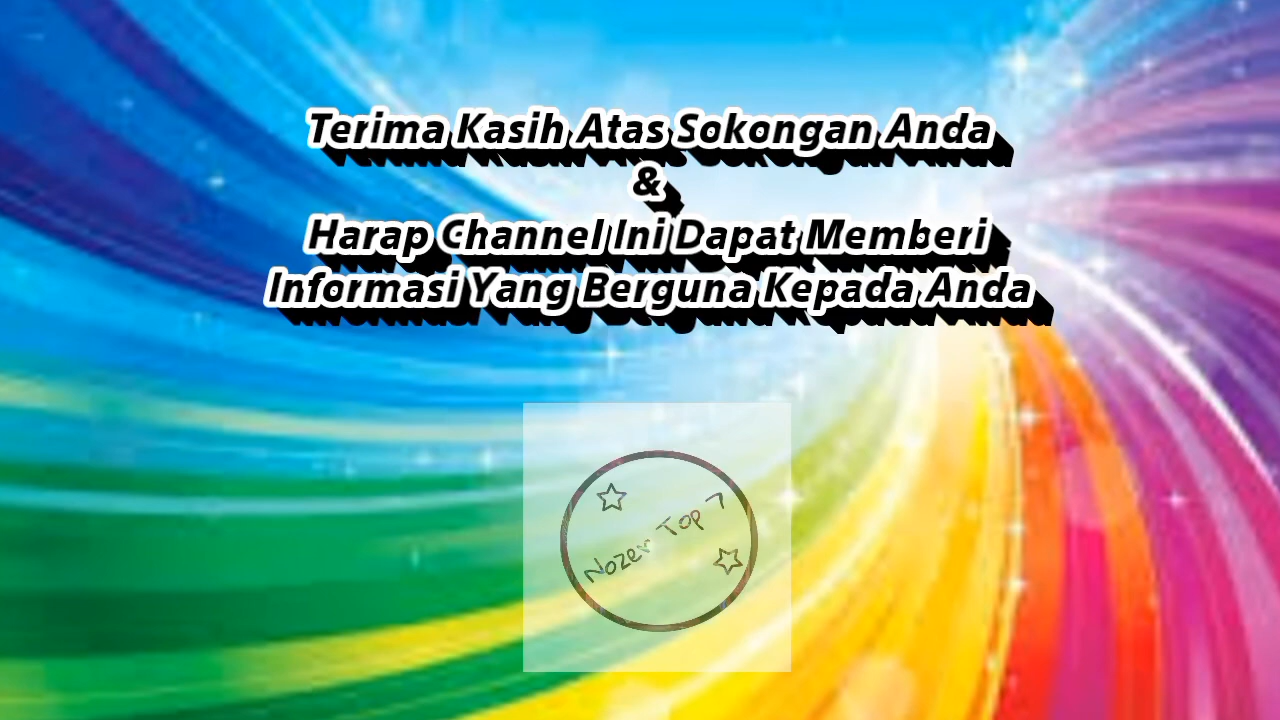 Terima Kasih Atas Sokongan Anda
&
Harap Channel Ini Dapat Memberi
Informasi Yang Berguna Kepada Anda
Nozer Top 7